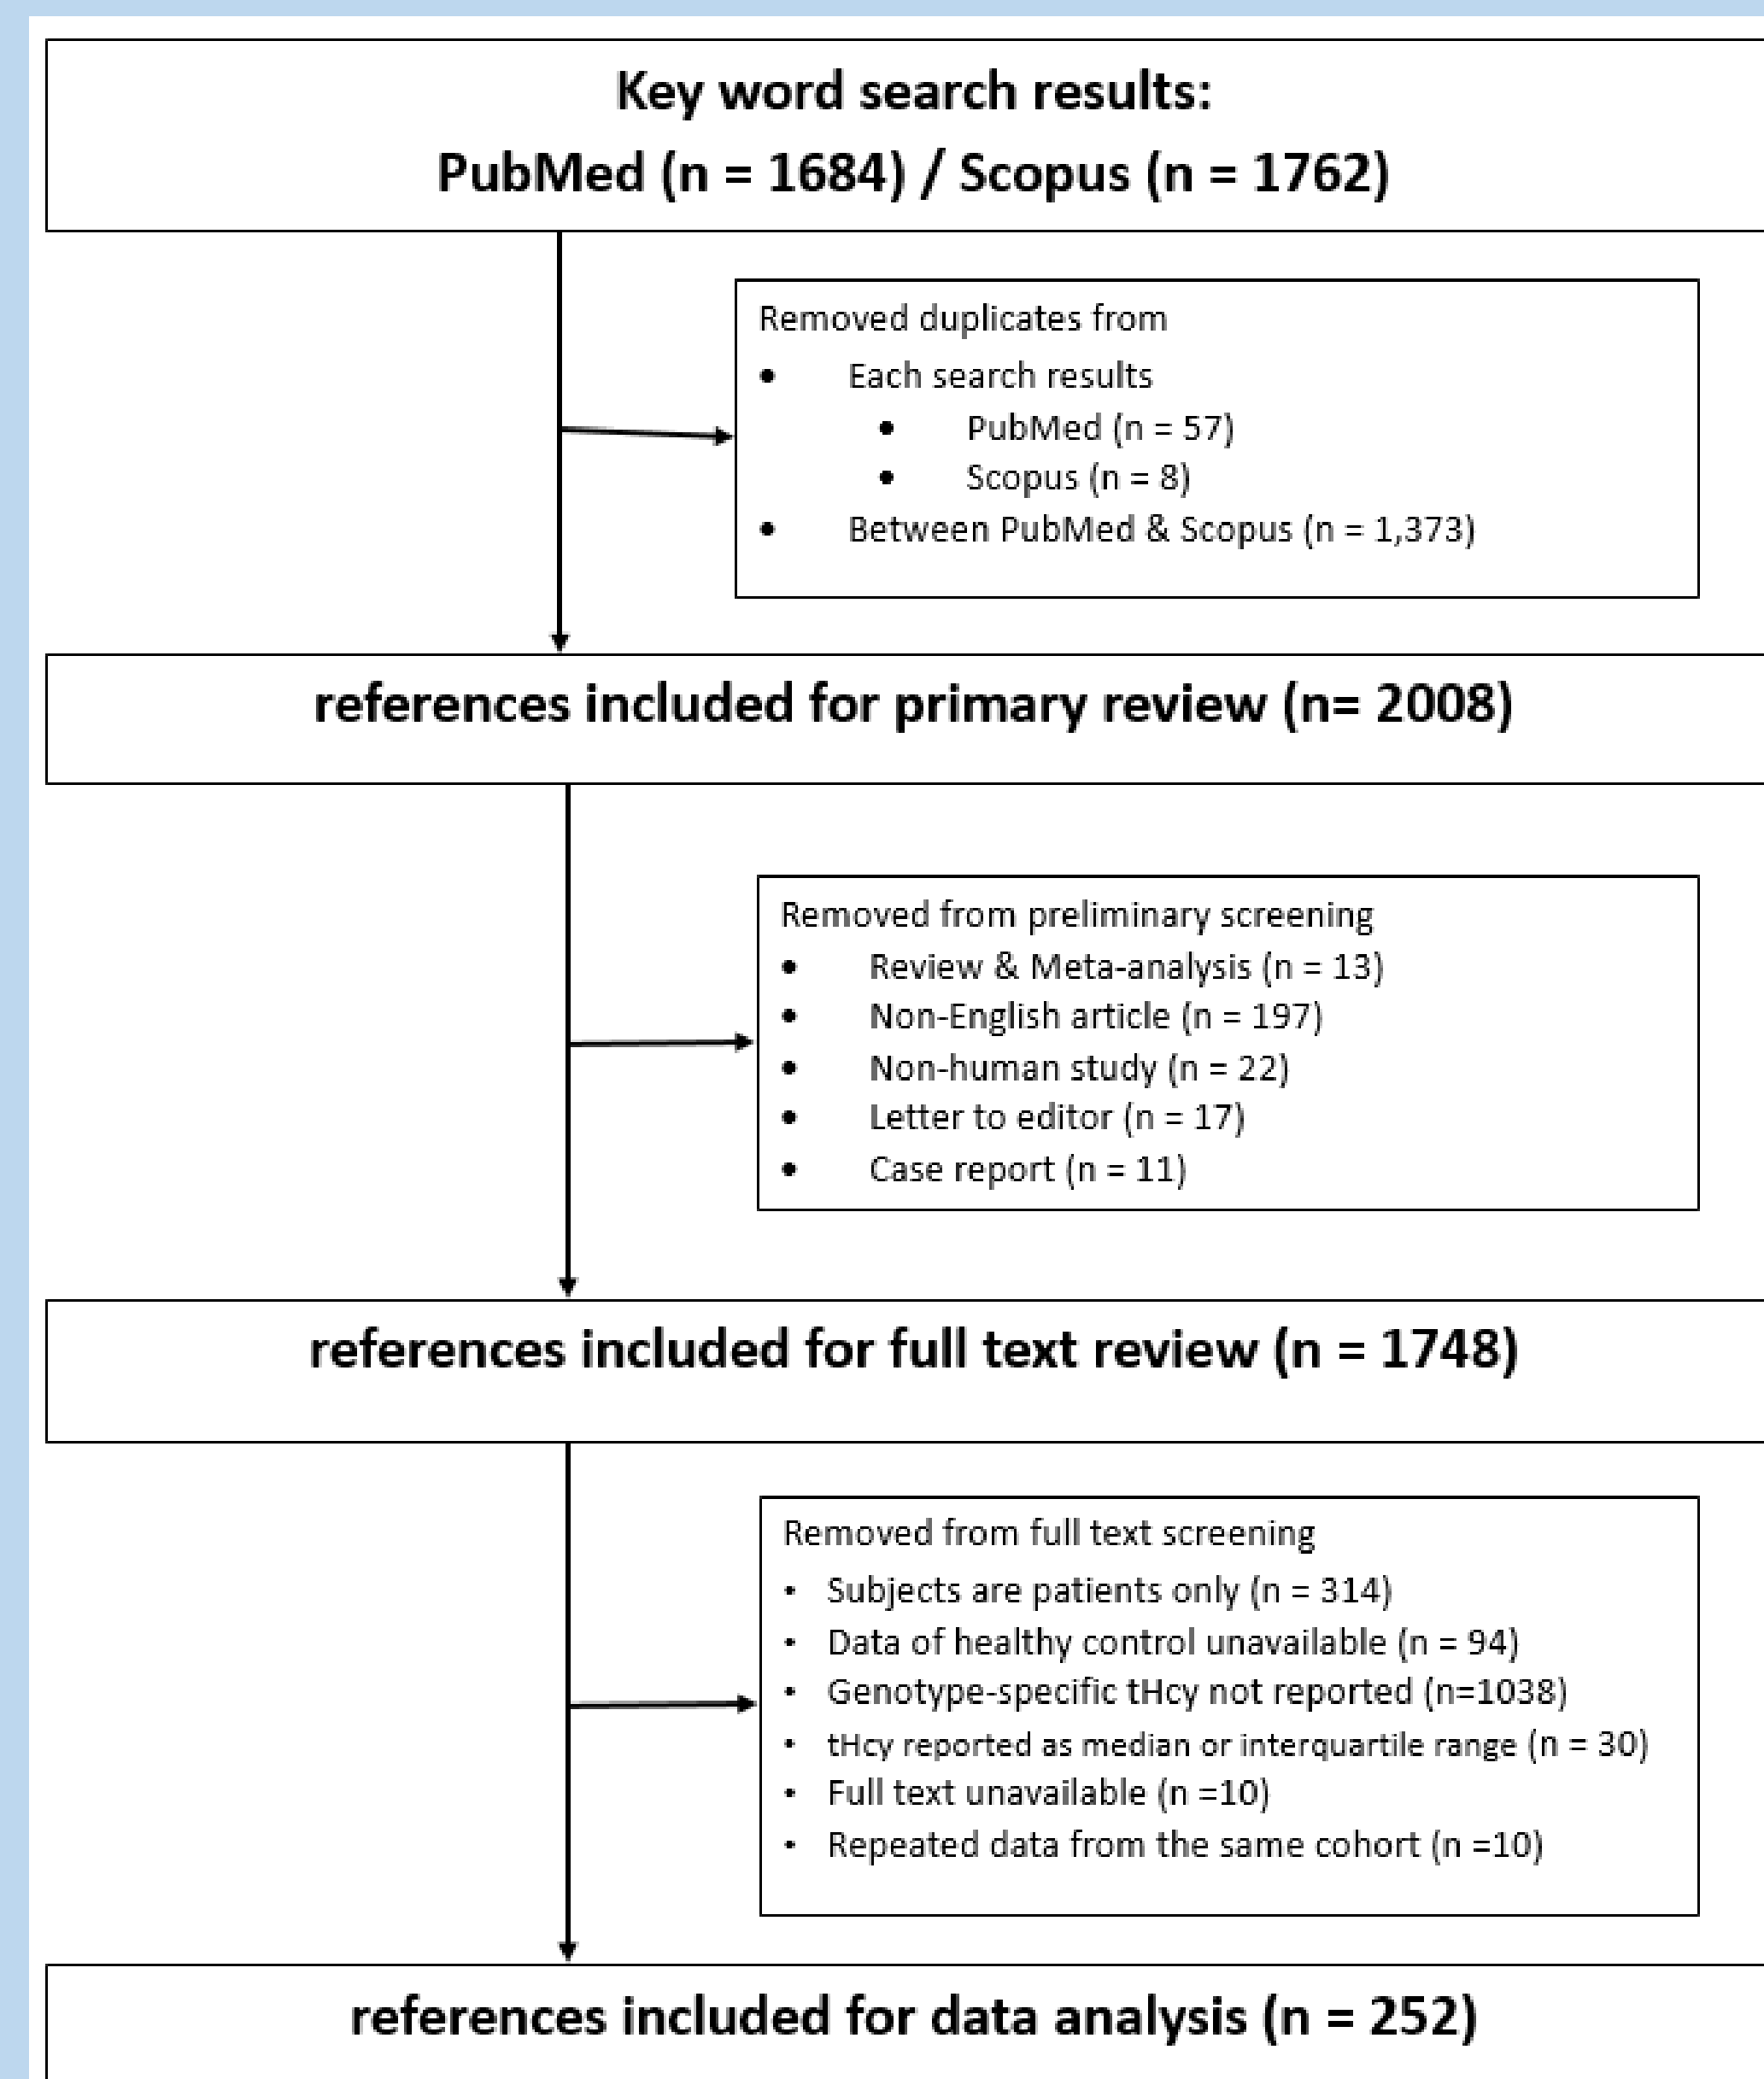 Key word search results:
PubMed (n = 1684) / Scopus (n = 1762)
Removed duplicates from
• Each search results
• PubMed (n = 57)
• Scopus (n = 8)
• Between PubMed & Scopus (n = 1,373)
references included for primary review (n= 2008)
Removed from preliminary screening
• Review & Meta-analysis (n = 13)
• Non-English article (n = 197)
• Non-human study (n = 22)
• Letter to editor (n = 17)
• Case report (n = 11)
references included for full text review (n = 1748)
Removed from full text screening
• Subjects are patients only (n = 314)
• Data of healthy control unavailable (n = 94)
• Genotype-specific tHcy not reported (n=1038)
• tHcy reported as median or interquartile range (n = 30)
• Full text unavailable (n =10)
• Repeated data from the same cohort (n =10)
references included for data analysis (n = 252)